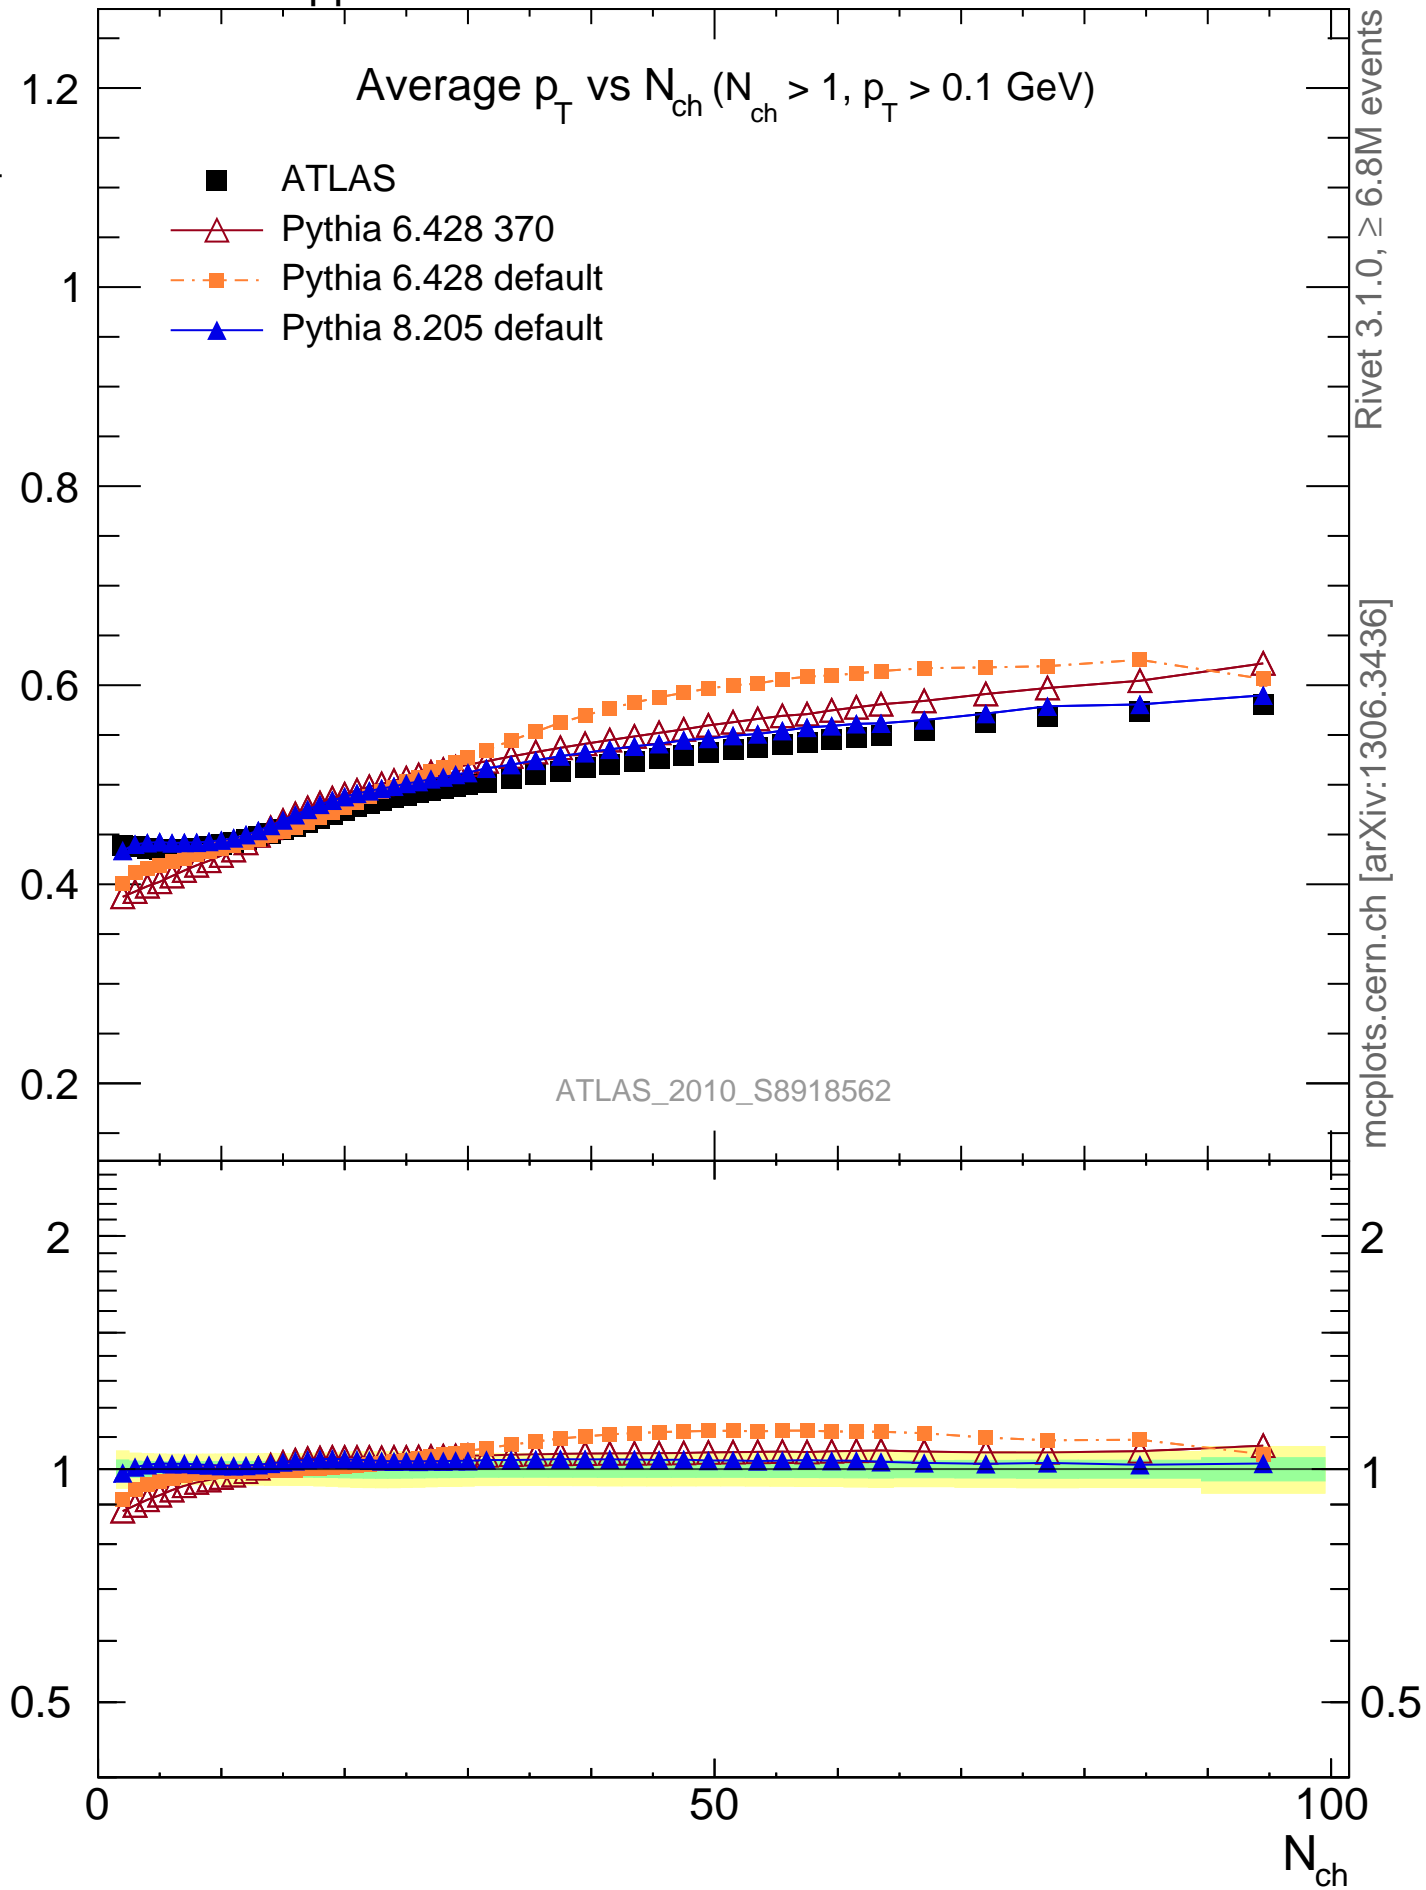 Average p_T vs N_ch (N_ch > 1, p_T > 0.1 GeV)
ATLAS
Pythia 6.428 370
Pythia 6.428 default
Pythia 8.205 default
1.2
1
0.8
0.6
0.4
0.2
ATLAS_2010_S8918562
Rivet 3.1.0, ≥ 6.8M events
mcplots.cern.ch [arXiv:1306.3436]
2
1
0.5
2
1
0.5
0
50
100
N_ch